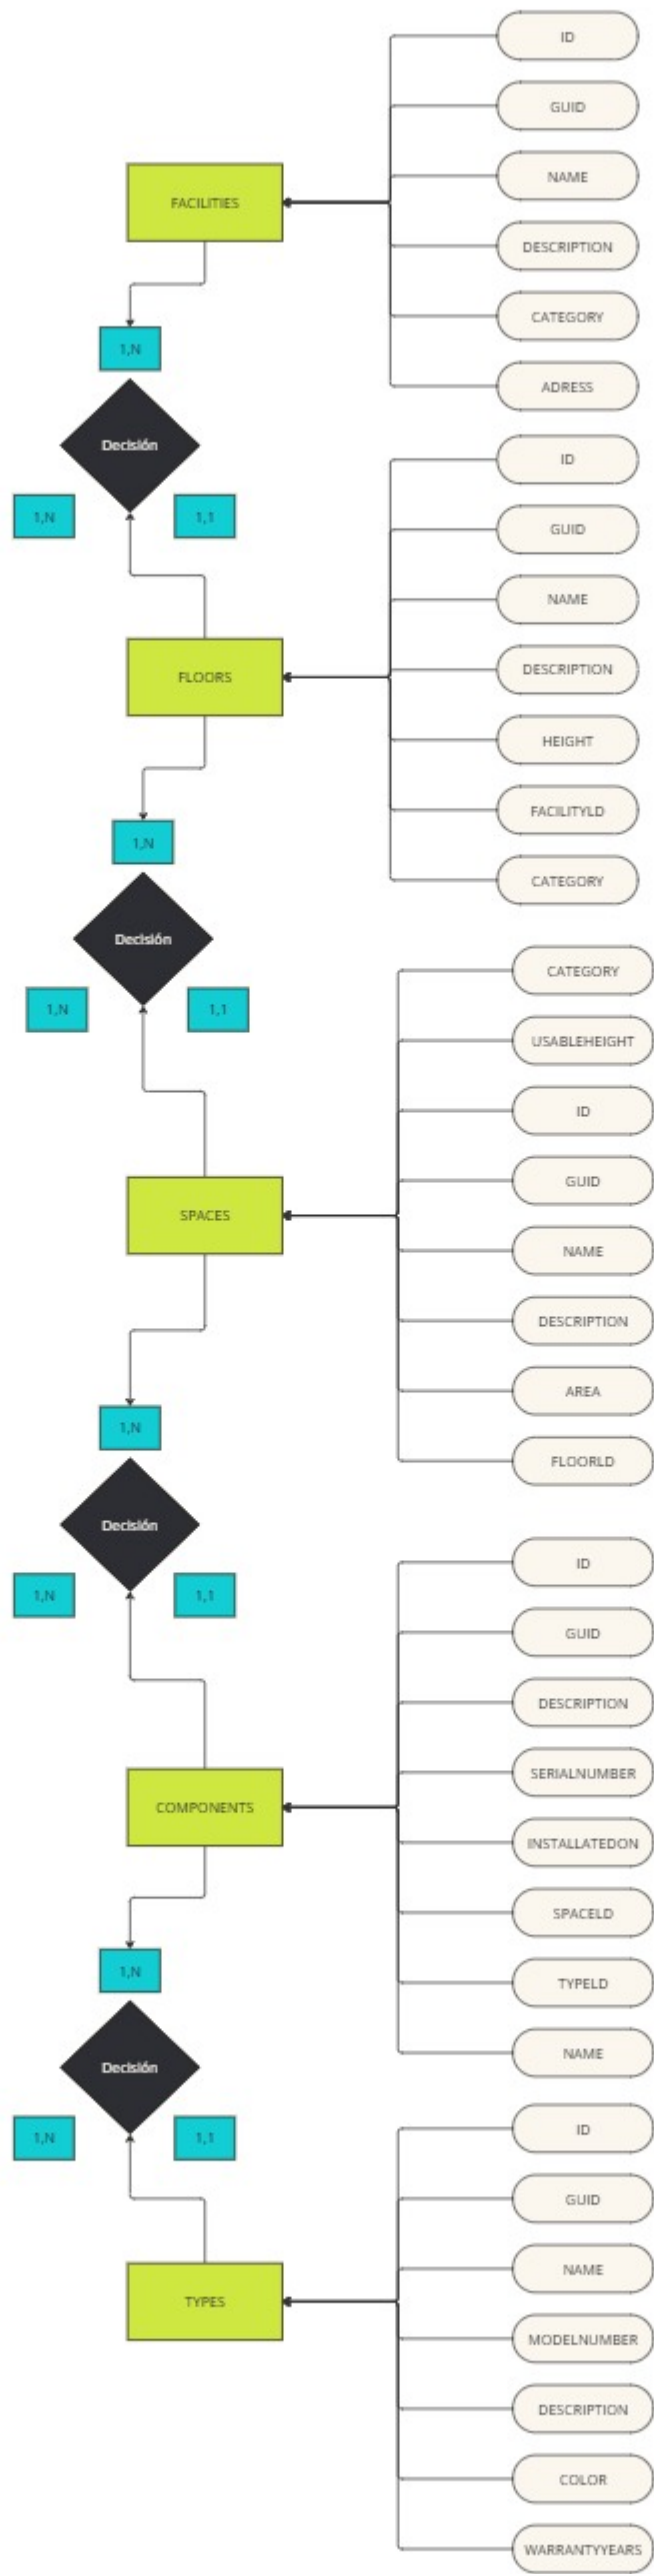 ID
GUID
NAME
DESCRIPTION
CATEGORY
ADRESS
FACILITIES
1,N
Decisión
1,N
1,1
ID
GUID
NAME
DESCRIPTION
HEIGHT
FACILITYLD
CATEGORY
FLOORS
1,N
Decisión
1,N
1,1
CATEGORY
USABLEHEIGHT
ID
GUID
NAME
DESCRIPTION
AREA
FLOORLD
SPACES
1,N
Decisión
1,N
1,1
ID
GUID
DESCRIPTION
SERIALNUMBER
INSTALLATEDON
SPACELD
TYPELD
NAME
COMPONENTS
1,N
Decisión
1,N
1,1
ID
GUID
NAME
MODELNUMBER
DESCRIPTION
COLOR
WARRANTYYEARS
TYPES